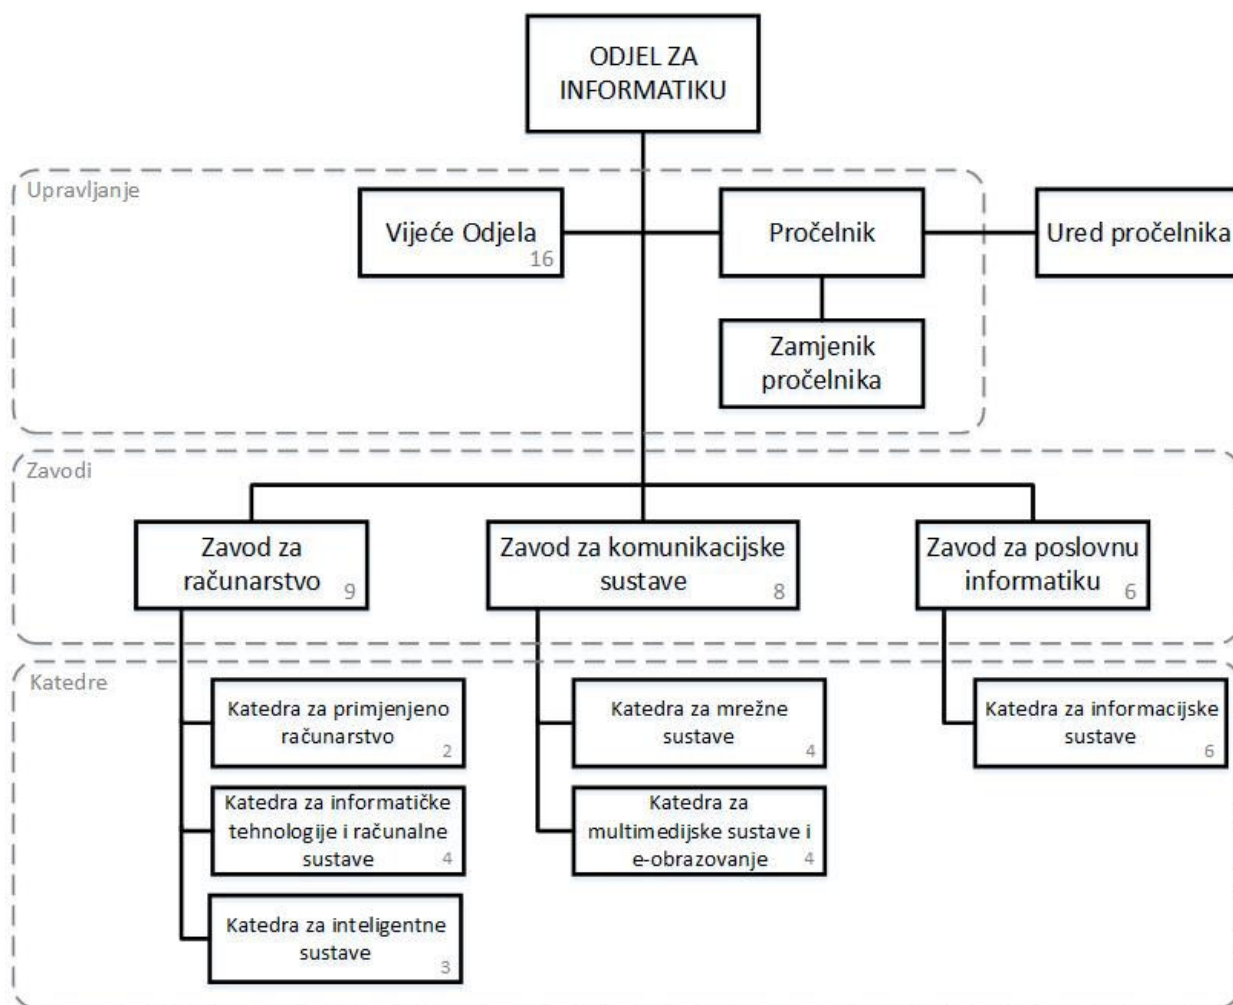 ODJEL ZA
INFORMATIKU
Upravljanje
Vijeće Odjela
16
Pročelnik
Ured pročelnika
Zamjenik
pročelnika
Zavodi
Zavod za
računarstvo
9
Zavod za komunikacijske
sustave
8
Zavod za poslovnu
informatiku
6
Katedre
Katedra za primjenjeno
računarstvo
2
Katedra za informatičke
tehnologije i računalne
sustave
4
Katedra za inteligentne
sustave
3
Katedra za mrežne
sustave
4
Katedra za
multimedijske sustave i
e-obrazovanje
4
Katedra za informacijske
sustave
6